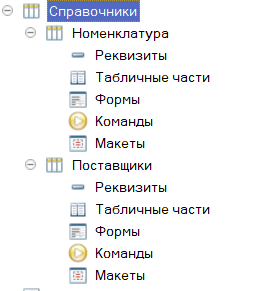 Справочники
Номенклатура
Реквизиты
Табличные части
Формы
Команды
Макеты
Поставщики
Реквизиты
Табличные части
Формы
Команды
Макеты